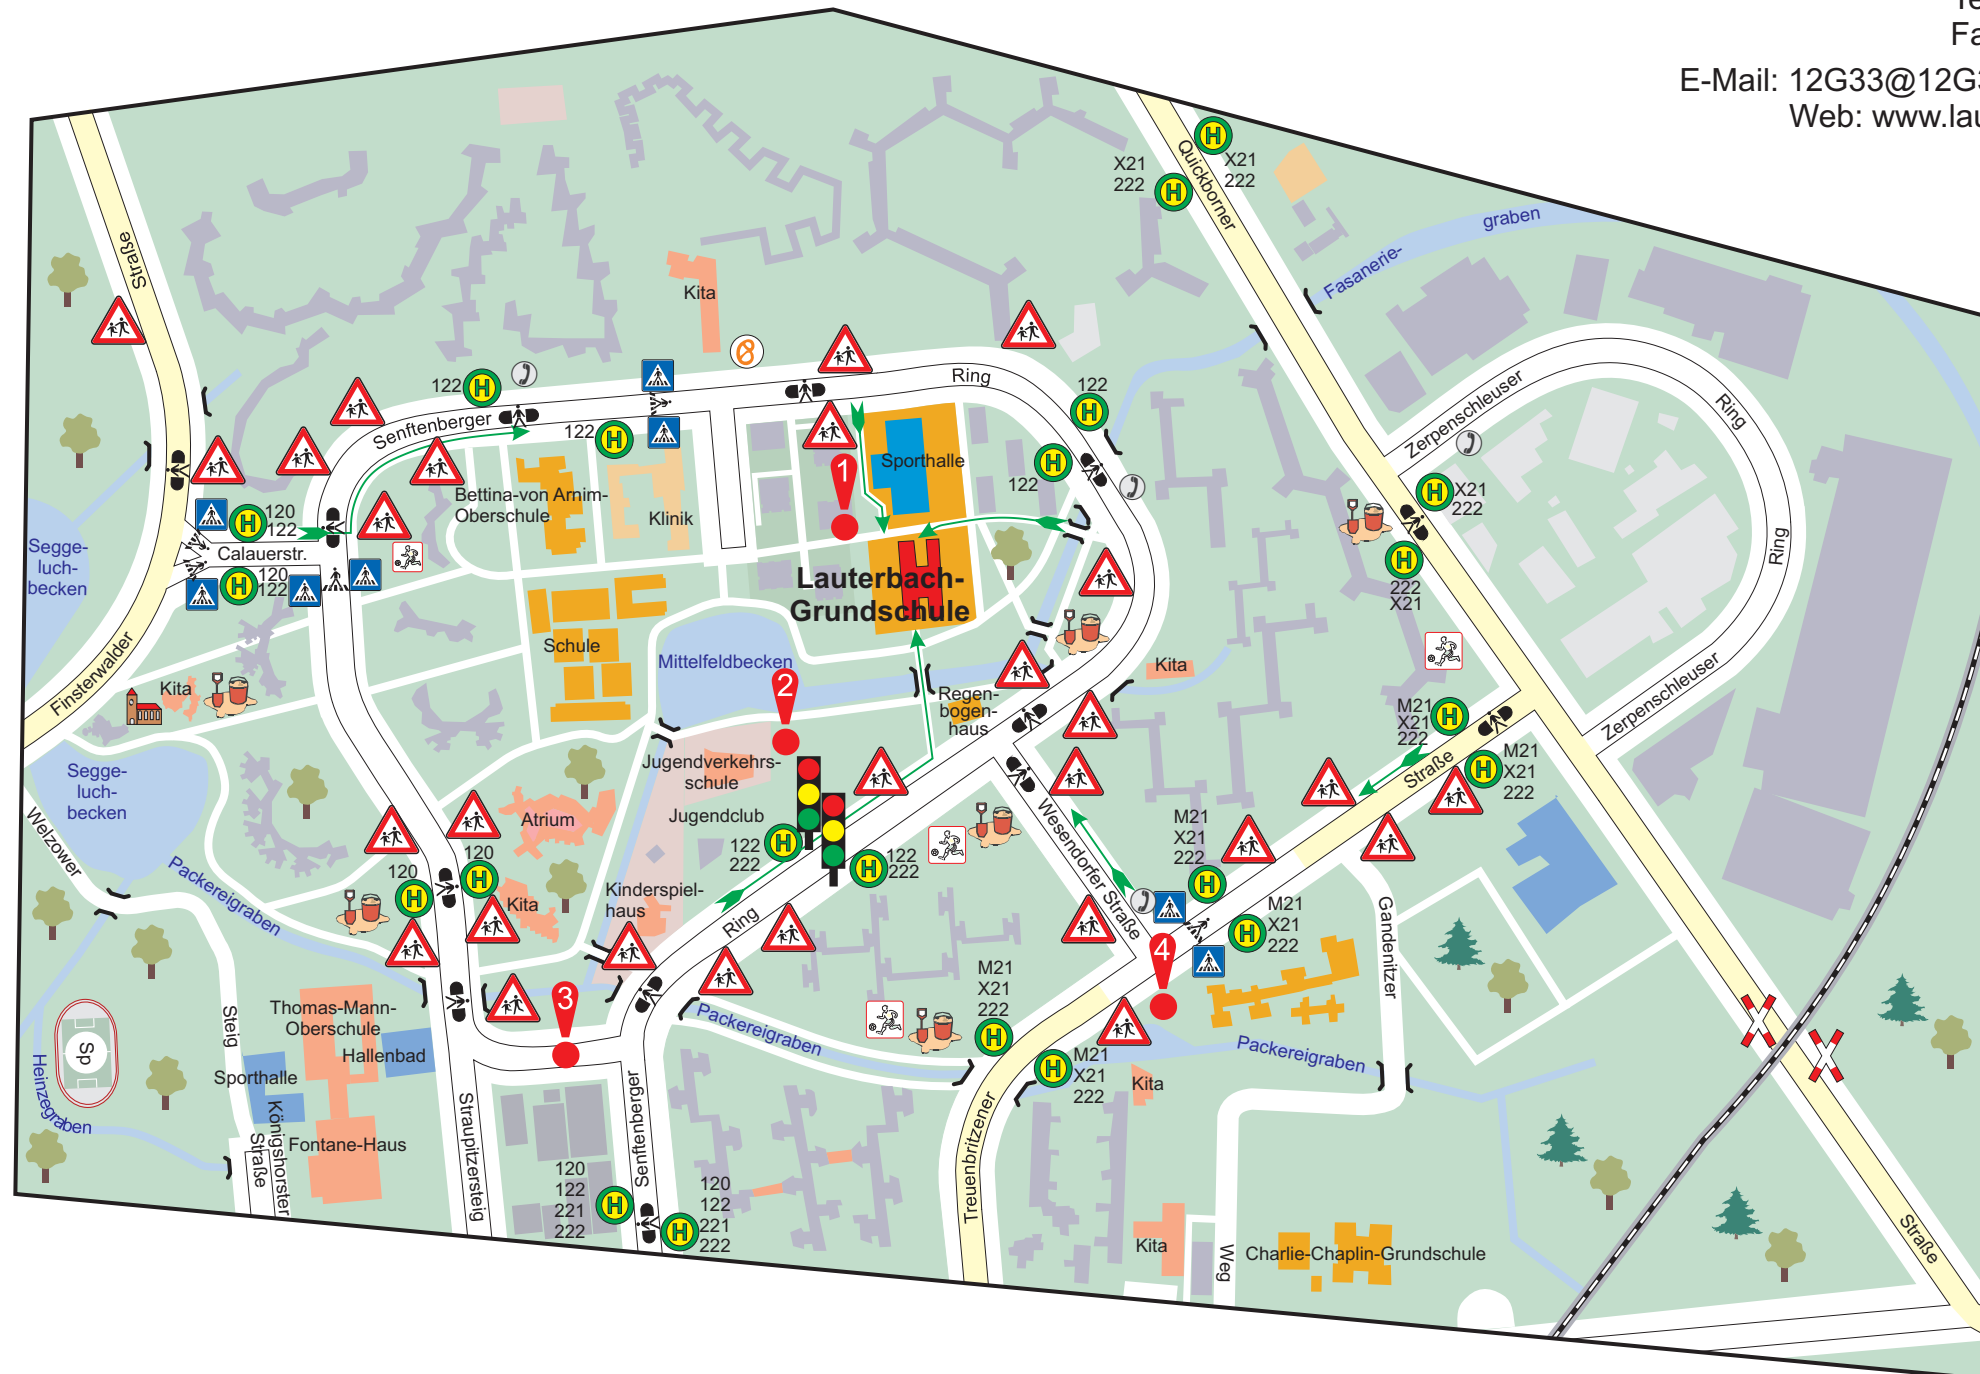 Fa
E-Mail: 12G33@12G3
Web: www.lau
Quickborner
X21
222
X21
222
graben
Fasanerie-
Straße
Kita
Ring
122
122
Senftenberger
122
122
Zerpenschleuser
Ring
Sporthalle
1
Bettina-von Arnim-
Oberschule
Klinik
X21
222
120
122
Calauerstr.
120
122
Segge-
luch-
becken
Ring
222
X21
Lauterbach-
Grundschule
Schule
Mittelfeldbecken
Kita
Finsterwalder
Kita
2
Regen-
bogen-
haus
M21
X21
222
Zerpenschleuser
M21
X21
222
Straße
Segge-
luch-
becken
Jugendverkehrs-
schule
Jugendclub
Atrium
122
222
122
222
Wesendorfer Straße
M21
X21
222
Welzower
Packereigraben
120
120
Kita
Kinderspiel-
haus
Ring
M21
X21
222
Gandenitzer
4
M21
X21
222
3
Thomas-Mann-
Oberschule
Hallenbad
Steig
Sp
Packereigraben
Packereigraben
Sporthalle
M21
X21
222
Kita
Heinzegraben
Königshorster
Straße
Fontane-Haus
Straupitzersteig
Senftenberger
Treuenbritzener
120
122
221
222
120
122
221
222
Kita
Weg
Charlie-Chaplin-Grundschule
Straße